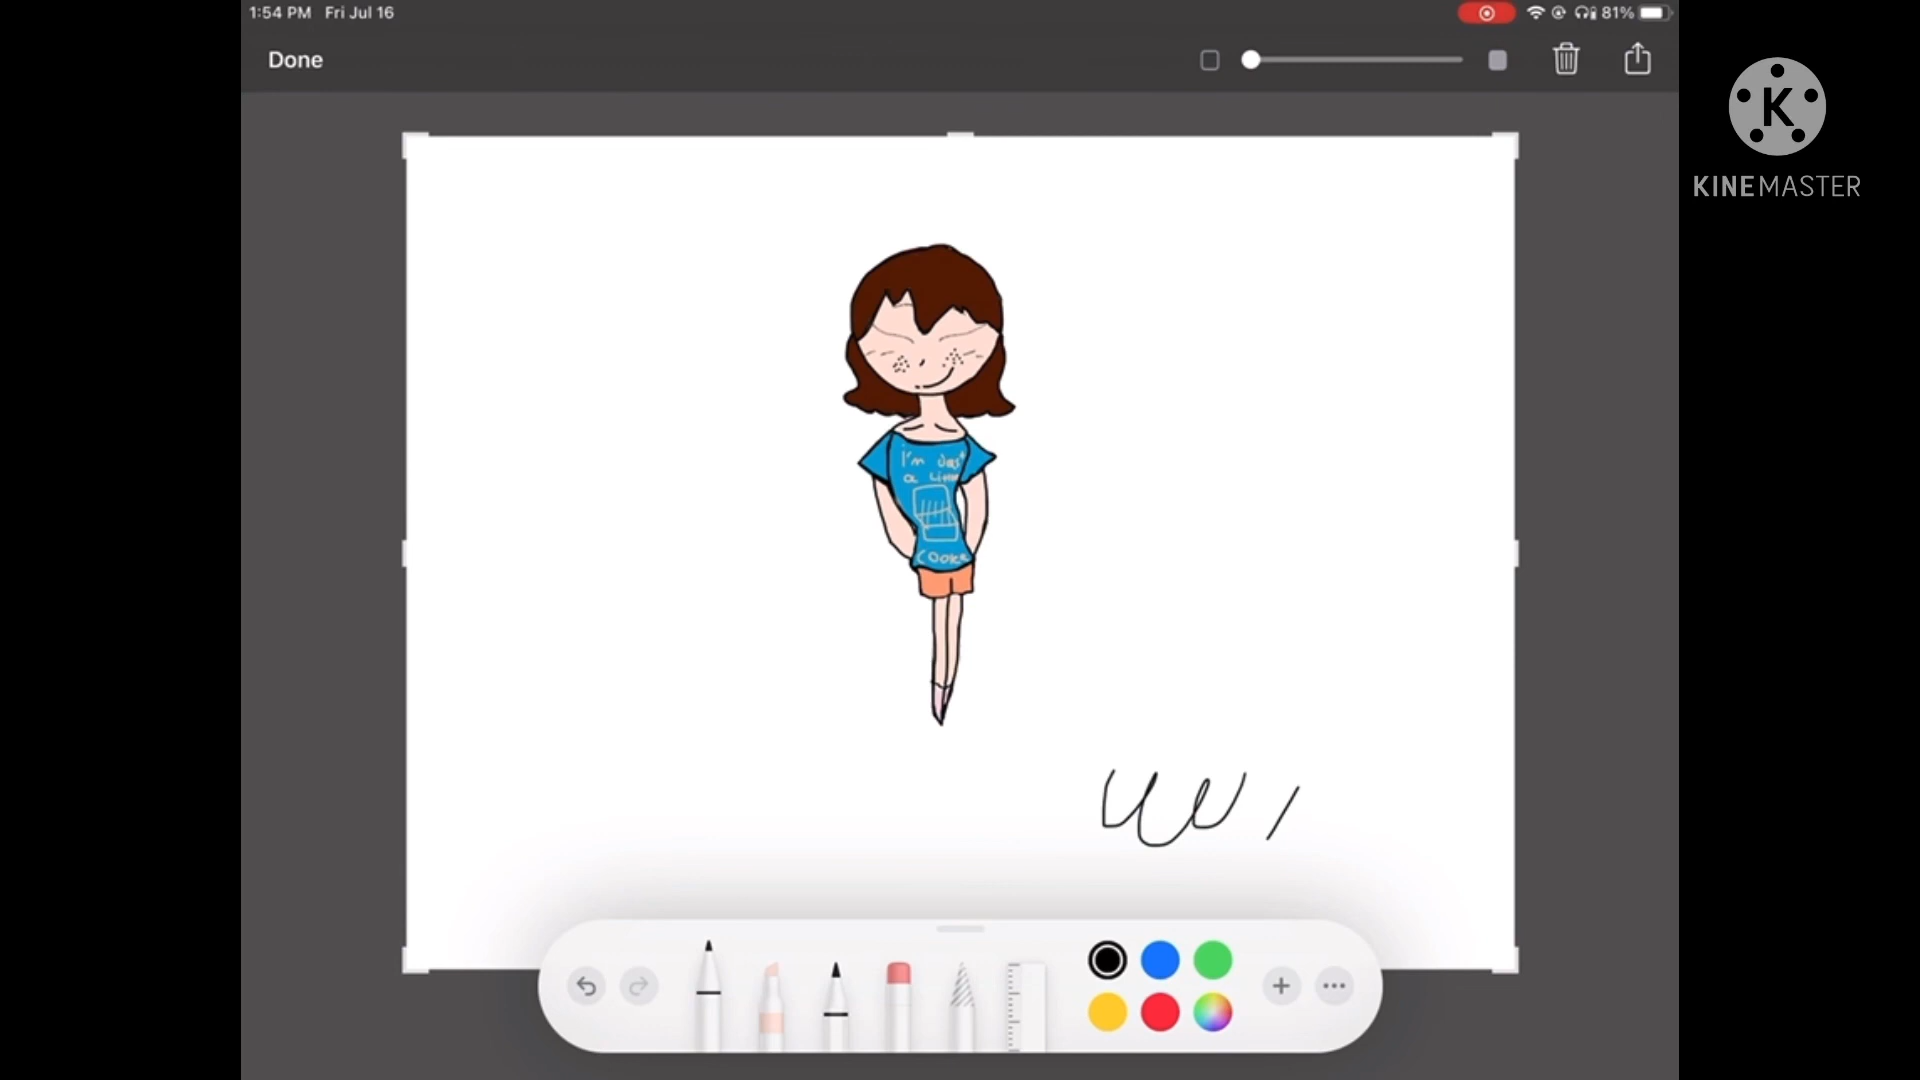 1:54 PM Fri Jul 16
81%
Done
K
KINEMASTER
I'm Just
a Little
Cookie